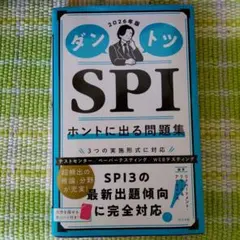 2026年版
ダントツ
SPI
ホントに出る問題集
3つの実施形式に対応
テストセンター ペーパーテスティング WEBテスティング
SPI3の
最新出題傾向
に完全対応